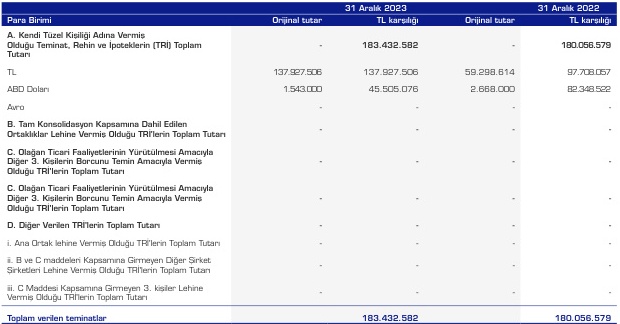 31 Aralık 2023 31 Aralık 2022
Para Birimi Orijinal tutar TL karşılığı Orijinal tutar TL karşılığı
A. Kendi Tüzel Kişiliği Adına Vermiş
Olduğu Teminat, Rehin ve İpoteklerin (TRİ) Toplam - 183.432.582 - 180.056.579
Tutarı
TL 137.927.506 137.927.506 59.298.614 97.708.057
ABD Doları 1.543.000 45.505.076 2.668.000 82.348.522
Avro - - - -
B. Tam Konsolidasyon Kapsamına Dahil Edilen
Ortaklıklar Lehine Vermiş Olduğu TRİ'lerin Toplam Tutarı - - - -
C. Olağan Ticari Faaliyetlerinin Yürütülmesi Amacıyla
Diğer 3. Kişilerin Borcunu Temin Amacıyla Vermiş - - - -
Olduğu TRİ'lerin Toplam Tutarı
C. Olağan Ticari Faaliyetlerinin Yürütülmesi Amacıyla
Diğer 3. Kişilerin Borcunu Temin Amacıyla Vermiş - - - -
Olduğu TRİ'lerin Toplam Tutarı
D. Diğer Verilen TRİ'lerin Toplam Tutarı - - - -
i. Ana Ortak lehine Vermiş Olduğu TRİ'lerin Toplam Tutarı - - - -
ii. B ve C maddeleri Kapsamına Girmeyen Diğer Şirket
Şirketleri Lehine Vermiş Olduğu TRİ'lerin Toplam Tutarı - - - -
iii. C Maddesi Kapsamına Girmeyen 3. kişiler Lehine
Vermiş Olduğu TRİ'lerin Toplam Tutarı - - - -
Toplam verilen teminatlar 183.432.582 180.056.579